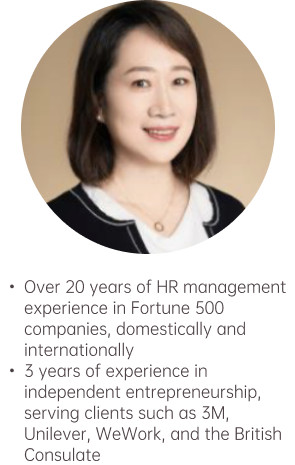 • Over 20 years of HR management
experience in Fortune 500
companies, domestically and
internationally
• 3 years of experience in
independent entrepreneurship,
serving clients such as 3M,
Unilever, WeWork, and the British
Consulate